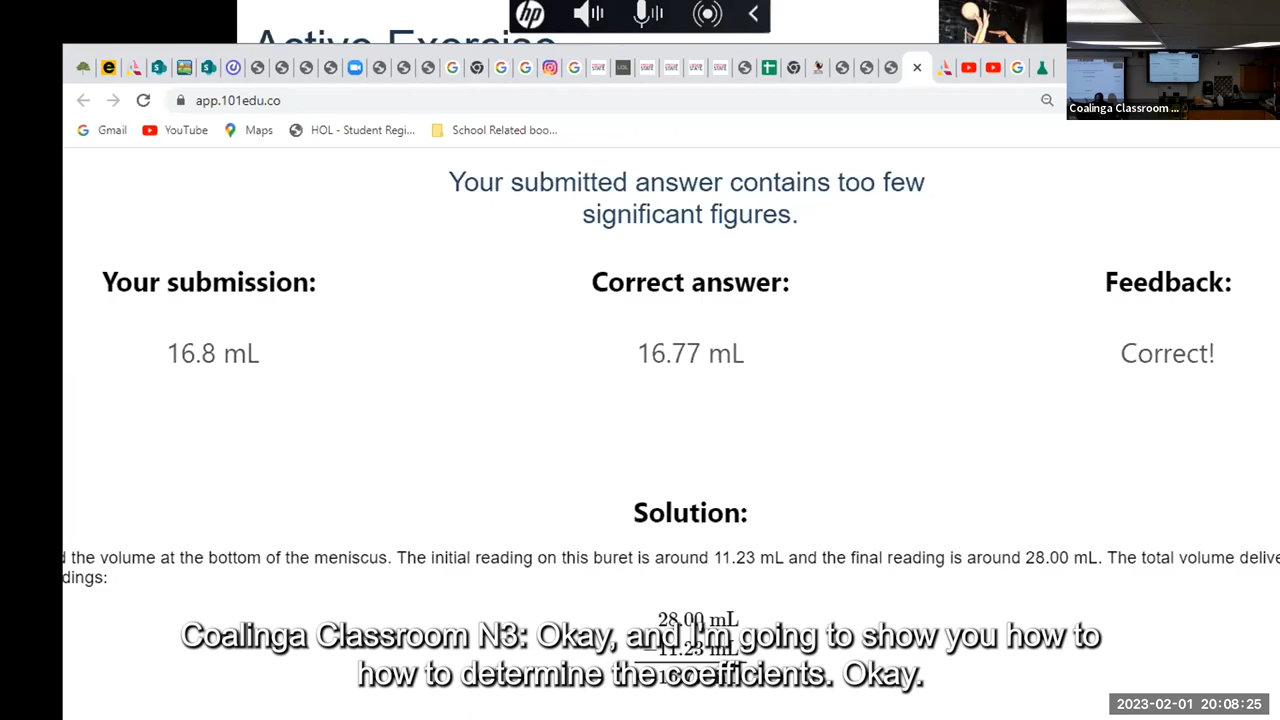 Active Exercise
Coalinga Classroom ...
app.101edu.co
Gmail YouTube Maps HOL - Student Regi... School Related boo...
Your submitted answer contains too few
significant figures.
Your submission: Correct answer: Feedback:
16.8 mL 16.77 mL Correct!
Solution:
the volume at the bottom of the meniscus. The initial reading on this buret is around 11.23 mL and the final reading is around 28.00 mL. The total volume delive
dings:
28.00 mL
−11.23 mL
Coalinga Classroom N3: Okay, and I'm going to show you how to
how to determine the coefficients. Okay.
2023-02-01 20:08:25